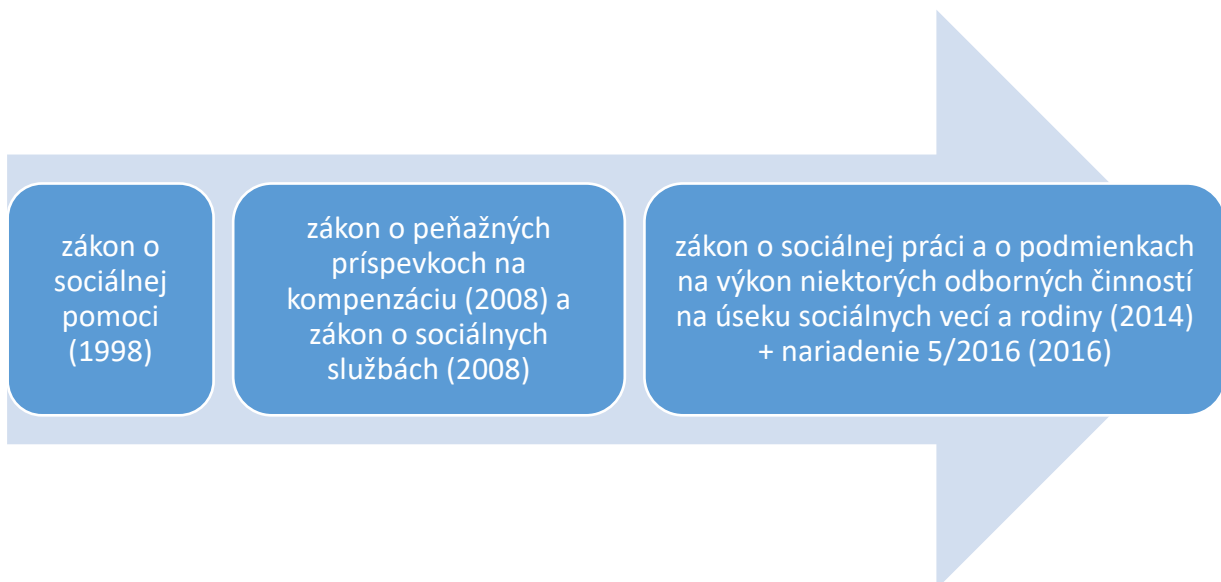 zákon o
sociálnej
pomoci
(1998)
zákon o peňažných
príspevkoch na
kompenzáciu (2008) a
zákon o sociálnych
službách (2008)
zákon o sociálnej práci a o podmienkach
na výkon niektorých odborných činností
na úseku sociálnych vecí a rodiny (2014)
+ nariadenie 5/2016 (2016)